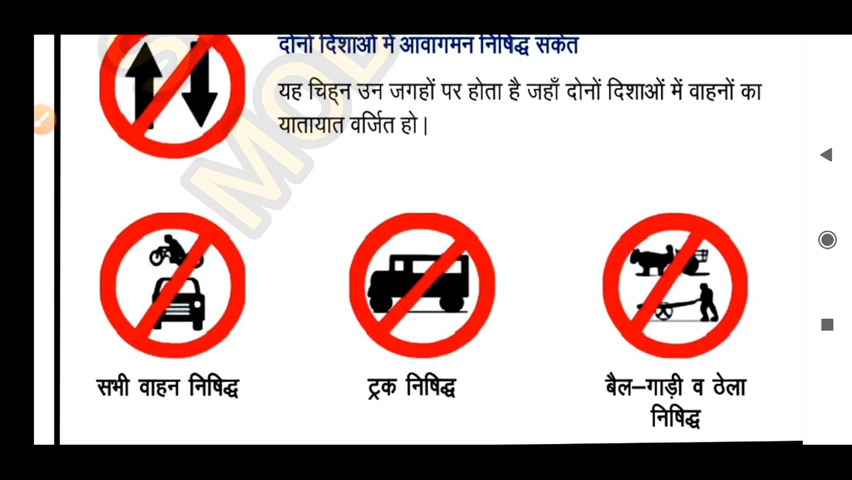 दोनों दिशाओं में आवागमन निषिद्ध संकेत
यह चिह्न उन जगहों पर होता है जहाँ दोनों दिशाओं में वाहनों का
यातायात वर्जित हो|
सभी वाहन निषिद्ध
ट्रक निषिद्ध
बैल–गाड़ी व ठेला
निषिद्ध